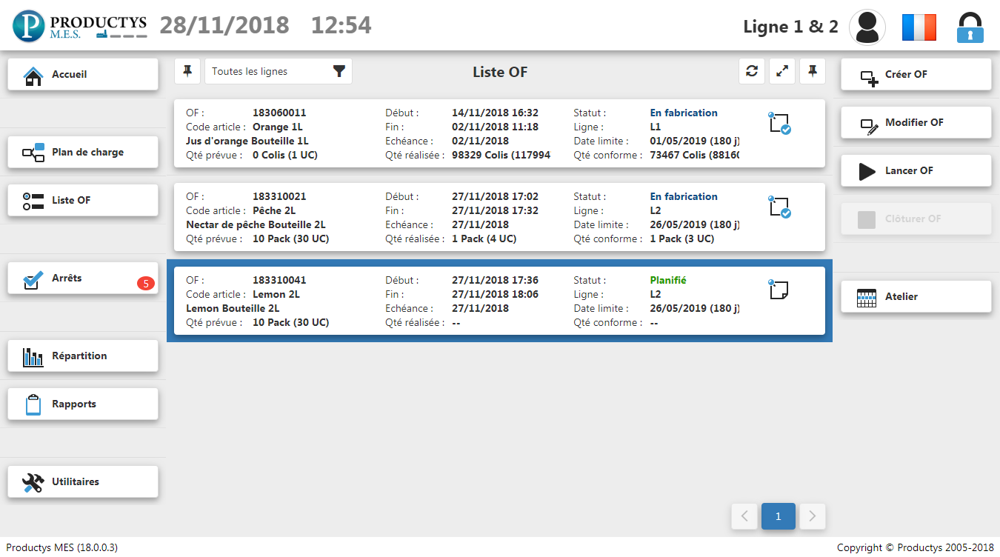 PRODUCTYS
M.E.S.
28/11/2018 12:54
Ligne 1 & 2
Accueil
Plan de charge
Liste OF
Arrêts
5
Répartition
Rapports
Utilitaires
Toutes les lignes
Liste OF
OF : 183060011 Début : 14/11/2018 16:32 Statut : En fabrication
Code article : Orange 1L Fin : 02/11/2018 11:18 Ligne : L1
Jus d'orange Bouteille 1L Echéance : 02/11/2018 Date limite : 01/05/2019 (180 j)
Qté prévue : 0 Colis (1 UC) Qté réalisée : 98329 Colis (117994 Qté conforme : 73467 Colis (88160
OF : 183310021 Début : 27/11/2018 17:02 Statut : En fabrication
Code article : Pêche 2L Fin : 27/11/2018 17:32 Ligne : L2
Nectar de pêche Bouteille 2L Echéance : 27/11/2018 Date limite : 26/05/2019 (180 j)
Qté prévue : 10 Pack (30 UC) Qté réalisée : 1 Pack (4 UC) Qté conforme : 1 Pack (3 UC)
OF : 183310041 Début : 27/11/2018 17:36 Statut : Planifié
Code article : Lemon 2L Fin : 27/11/2018 18:06 Ligne : L2
Lemon Bouteille 2L Echéance : 27/11/2018 Date limite : 26/05/2019 (180 j)
Qté prévue : 10 Pack (30 UC) Qté réalisée : -- Qté conforme : --
1
Créer OF
Modifier OF
Lancer OF
Clôturer OF
Atelier
Productys MES (18.0.0.3)
Copyright © Productys 2005-2018